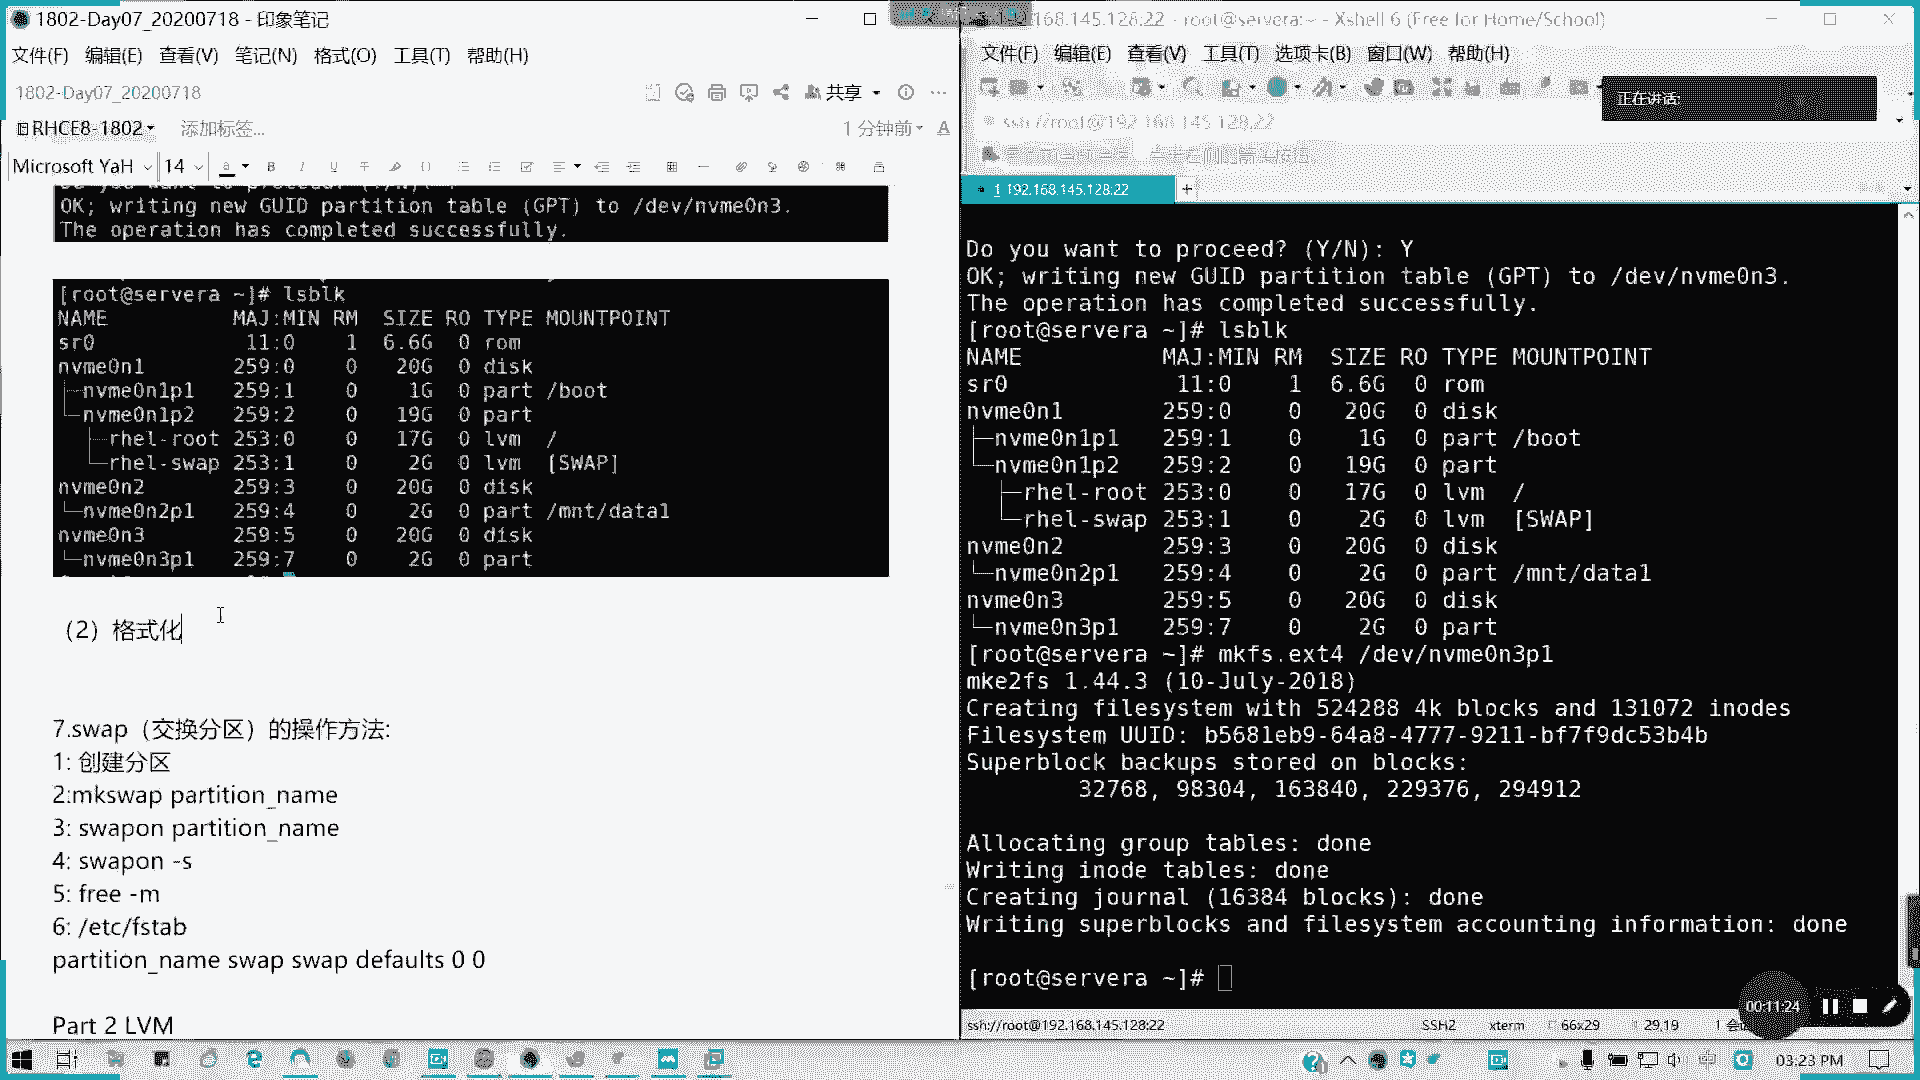 1802-Day07_20200718 - 印象笔记
文件(F) 编辑(E) 查看(V) 笔记(N) 格式(O) 工具(T) 帮助(H)
1802-Day07_20200718
共享
RHCE8-1802
添加标签...
1 分钟前
Microsoft YaH 14
OK; writing new GUID partition table (GPT) to /dev/nvme0n3.
The operation has completed successfully.
[root@servera ~]# lsblk
NAME MAJ:MIN RM SIZE RO TYPE MOUNTPOINT
sr0 11:0 1 6.6G 0 rom
nvme0n1 259:0 0 20G 0 disk
├─nvme0n1p1 259:1 0 1G 0 part /boot
└─nvme0n1p2 259:2 0 19G 0 part
├─rhel-root 253:0 0 17G 0 lvm /
└─rhel-swap 253:1 0 2G 0 lvm [SWAP]
nvme0n2 259:3 0 20G 0 disk
└─nvme0n2p1 259:4 0 2G 0 part /mnt/data1
nvme0n3 259:5 0 20G 0 disk
└─nvme0n3p1 259:7 0 2G 0 part
（2）格式化
7.swap（交换分区）的操作方法:
1: 创建分区
2:mkswap partition_name
3: swapon partition_name
4: swapon -s
5: free -m
6: /etc/fstab
partition_name swap swap defaults 0 0
Part 2 LVM
168.145.128:22 - root@servera:~ - Xshell 6 (Free for Home/School)
文件(F) 编辑(E) 查看(V) 工具(T) 选项卡(B) 窗口(W) 帮助(H)
正在讲话:
ssh://root@192.168.145.128:22
1 192.168.145.128:22
Do you want to proceed? (Y/N): Y
OK; writing new GUID partition table (GPT) to /dev/nvme0n3.
The operation has completed successfully.
[root@servera ~]# lsblk
NAME MAJ:MIN RM SIZE RO TYPE MOUNTPOINT
sr0 11:0 1 6.6G 0 rom
nvme0n1 259:0 0 20G 0 disk
├─nvme0n1p1 259:1 0 1G 0 part /boot
└─nvme0n1p2 259:2 0 19G 0 part
├─rhel-root 253:0 0 17G 0 lvm /
└─rhel-swap 253:1 0 2G 0 lvm [SWAP]
nvme0n2 259:3 0 20G 0 disk
└─nvme0n2p1 259:4 0 2G 0 part /mnt/data1
nvme0n3 259:5 0 20G 0 disk
└─nvme0n3p1 259:7 0 2G 0 part
[root@servera ~]# mkfs.ext4 /dev/nvme0n3p1
mke2fs 1.44.3 (10-July-2018)
Creating filesystem with 524288 4k blocks and 131072 inodes
Filesystem UUID: b5681eb9-64a8-4777-9211-bf7f9dc53b4b
Superblock backups stored on blocks:
32768, 98304, 163840, 229376, 294912
Allocating group tables: done
Writing inode tables: done
Creating journal (16384 blocks): done
Writing superblocks and filesystem accounting information: done
[root@servera ~]#
00:11:24
ssh://root@192.168.145.128:22 SSH2 xterm 66x29 29,19
03:23 PM